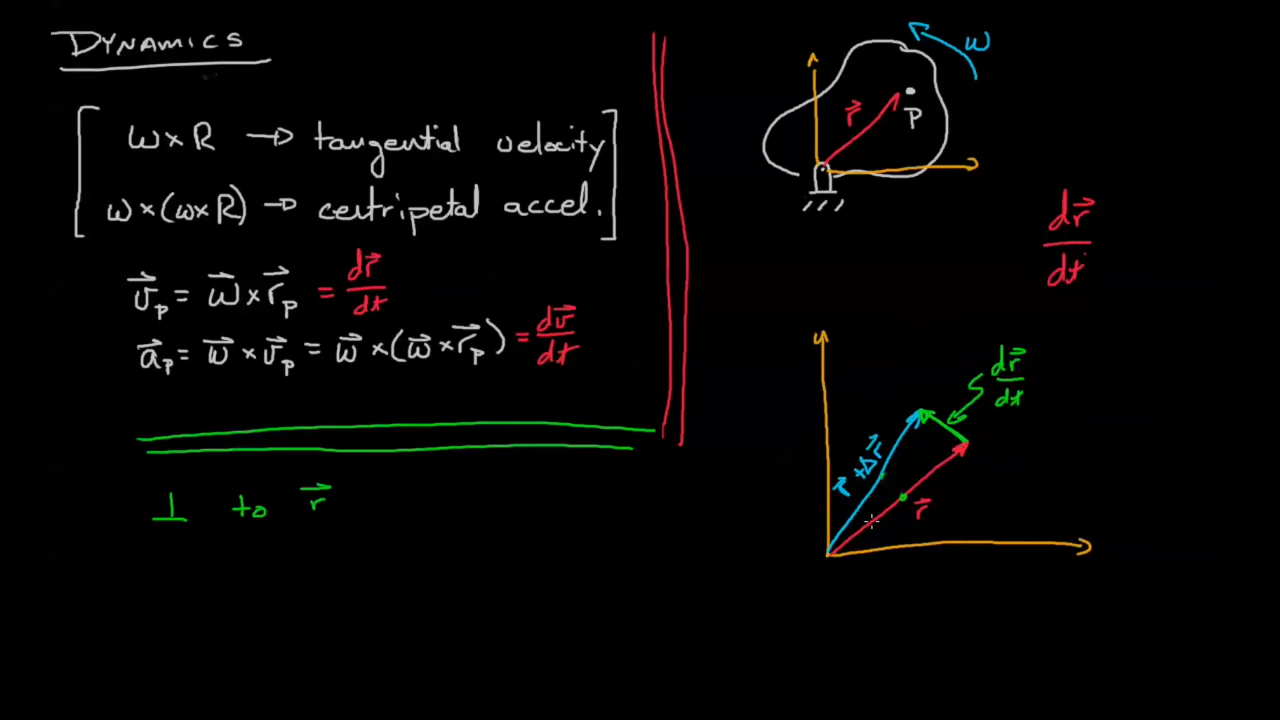 DYNAMICS
ω × R → tangential velocity
ω × (ω × R) → centripetal accel.
v⃗ₚ = ω⃗ × r⃗ₚ = dr⃗/dt
a⃗ₚ = ω⃗ × v⃗ₚ = ω⃗ × (ω⃗ × r⃗ₚ) = dv⃗/dt
⊥ to r⃗
ω
r⃗
P
dr⃗/dt
dr⃗/dt
r⃗ + Δr⃗
r⃗